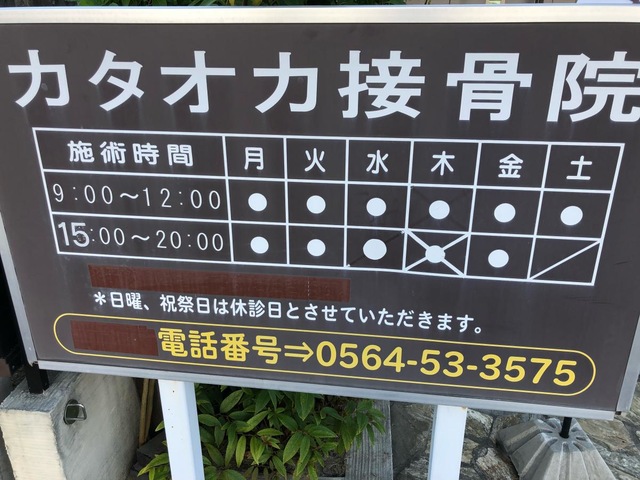 カタオカ接骨院
施術時間 月 火 水 木 金 土
9:00～12:00 ● ● ● ● ● ●
15:00～20:00 ● ● ● ● ● ／
＊日曜、祝祭日は休診日とさせていただきます。
電話番号⇒0564-53-3575